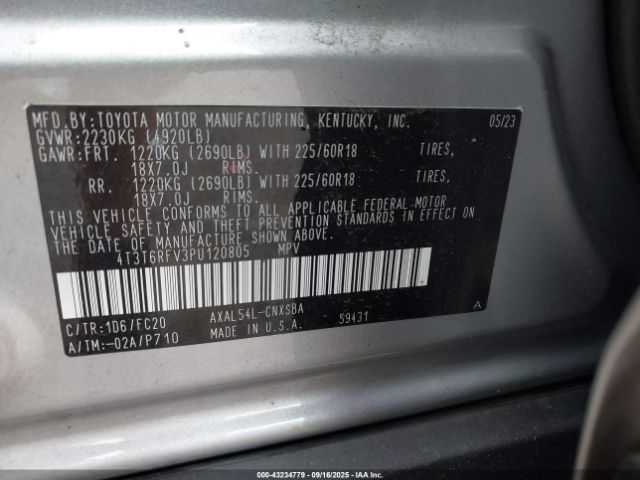 MFD.BY:TOYOTA MOTOR MANUFACTURING, KENTUCKY, INC. 05/23
GVWR:2230KG (4920LB)
GAWR:FRT. 1220KG (2690LB) WITH 225/60R18 TIRES,
18X7.0J RIMS.
RR. 1220KG (2690LB) WITH 225/60R18 TIRES,
18X7.0J RIMS.
THIS VEHICLE CONFORMS TO ALL APPLICABLE FEDERAL MOTOR
VEHICLE SAFETY AND THEFT PREVENTION STANDARDS IN EFFECT ON
THE DATE OF MANUFACTURE SHOWN ABOVE.
4T3T6RFV3PU120805 MPV
C/TR:1D6/FC20 AXAL54L-CNXSBA 59431 A
A/TM:-02A/P710 MADE IN U.S.A.
000-43234779 - 09/16/2025 - IAAI.COM